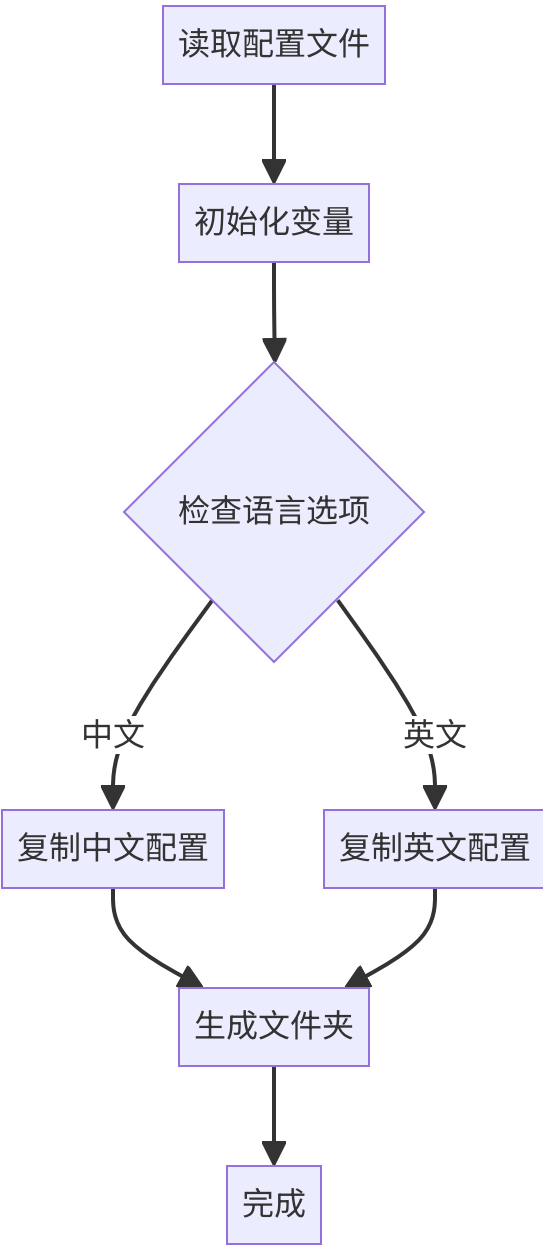 读取配置文件
初始化变量
检查语言选项
中文
英文
复制中文配置
复制英文配置
生成文件夹
完成